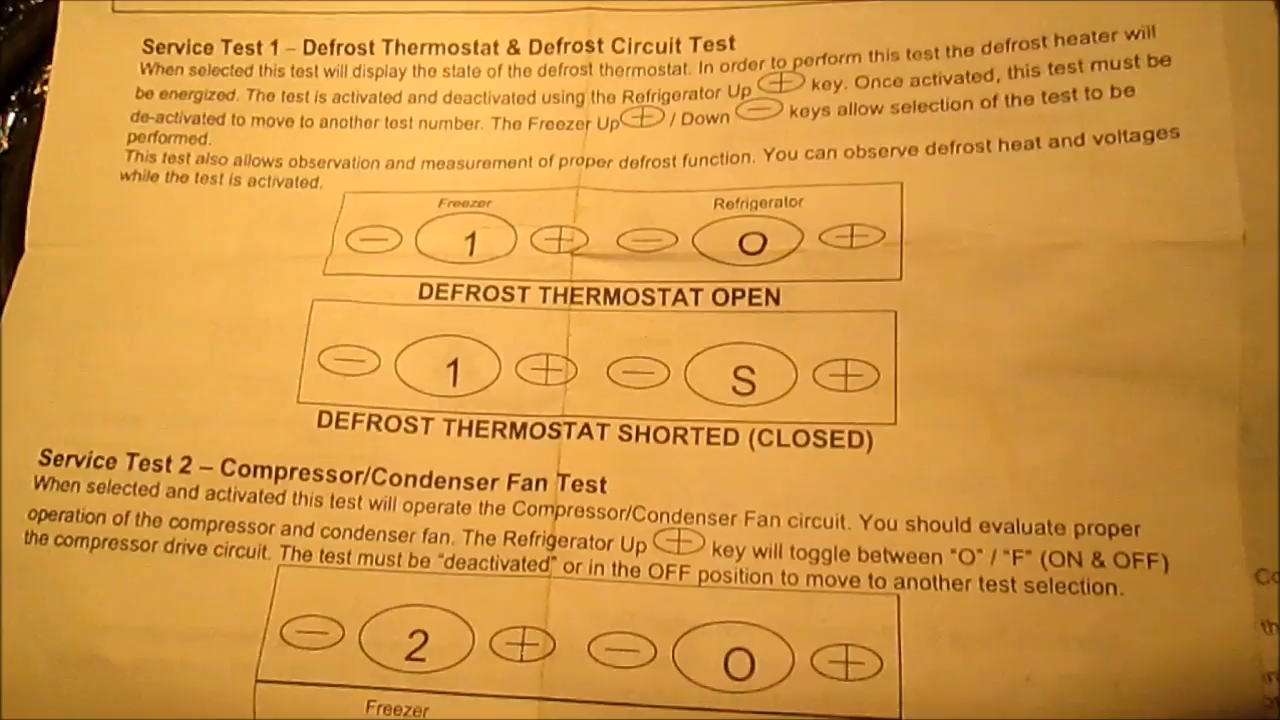 Service Test 1 – Defrost Thermostat & Defrost Circuit Test
When selected this test will display the state of the defrost thermostat. In order to perform this test the defrost heater will
be energized. The test is activated and deactivated using the Refrigerator Up + key. Once activated, this test must be
de-activated to move to another test number. The Freezer Up + / Down − keys allow selection of the test to be
performed.
This test also allows observation and measurement of proper defrost function. You can observe defrost heat and voltages
while the test is activated.
Freezer Refrigerator
− 1 + − O +
DEFROST THERMOSTAT OPEN
− 1 + − S +
DEFROST THERMOSTAT SHORTED (CLOSED)
Service Test 2 – Compressor/Condenser Fan Test
When selected and activated this test will operate the Compressor/Condenser Fan circuit. You should evaluate proper
operation of the compressor and condenser fan. The Refrigerator Up + key will toggle between "O" / "F" (ON & OFF)
the compressor drive circuit. The test must be "deactivated" or in the OFF position to move to another test selection.
− 2 + − O +
Freezer